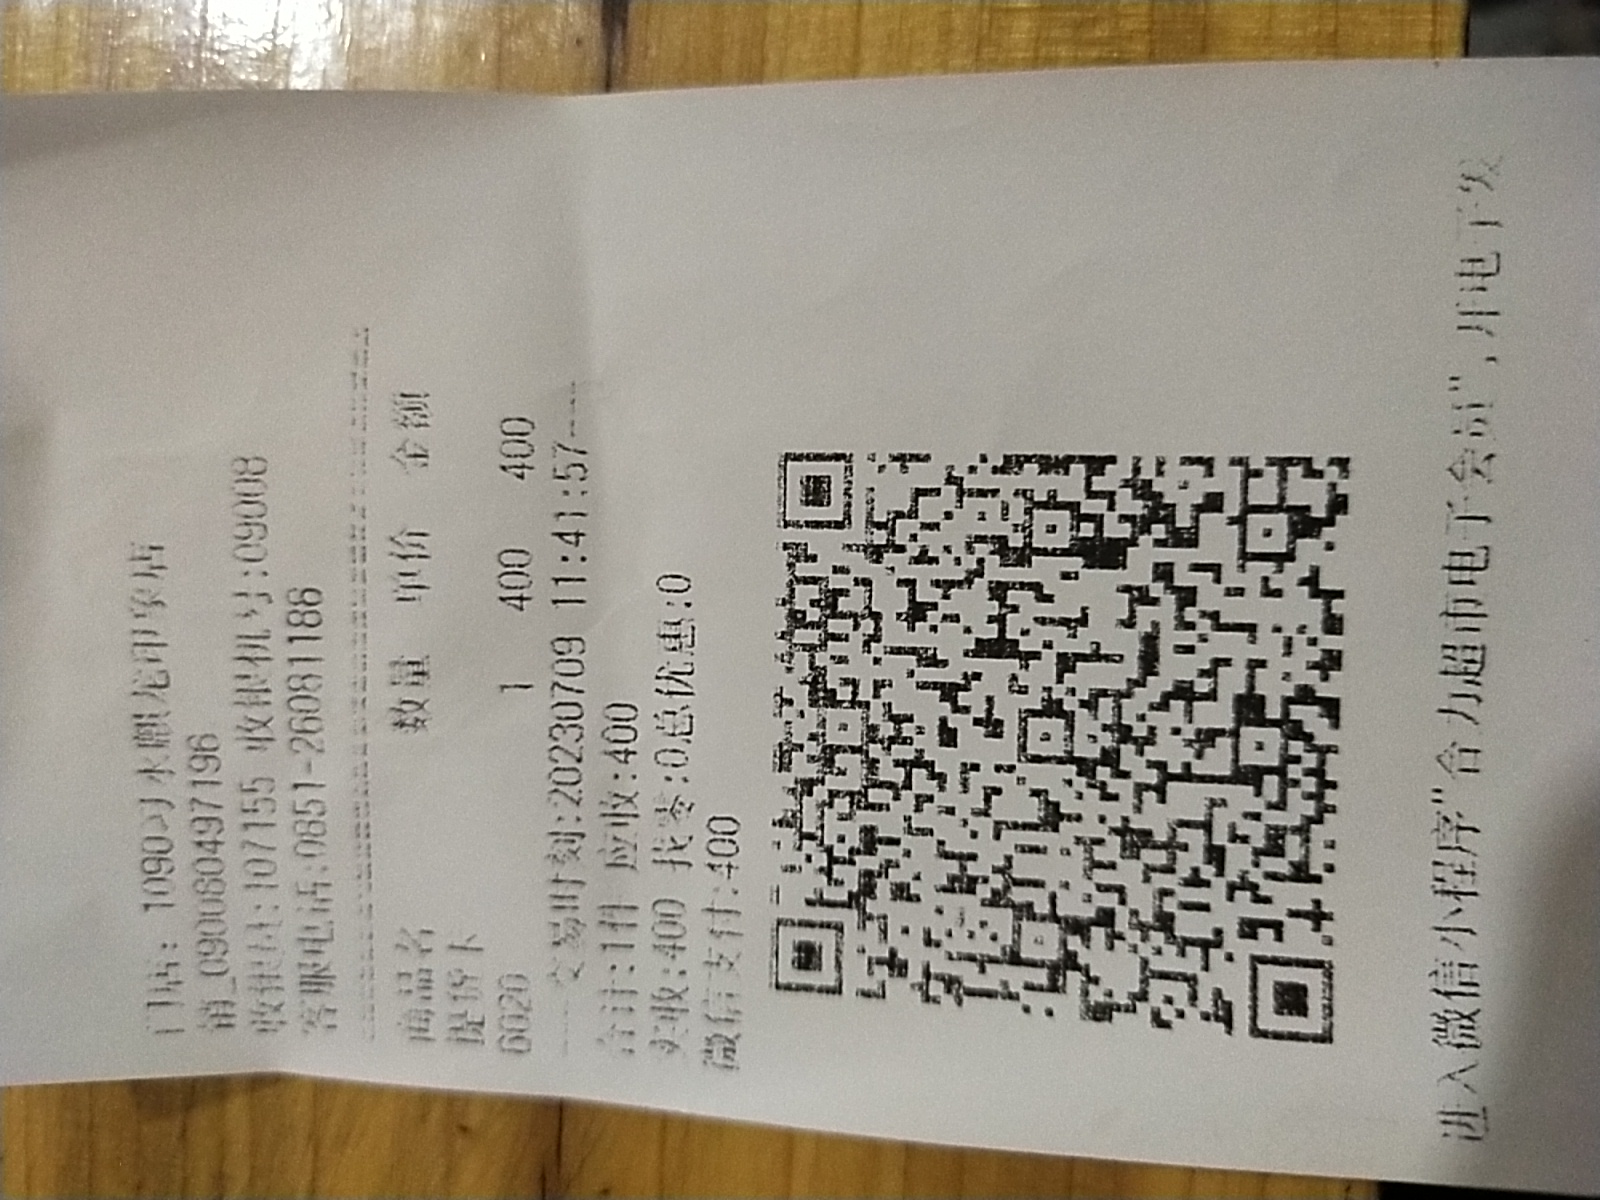 门店: 1090习水麒龙印象店
销_09006060497196
收银员:107155 收银机号:09008
客服电话:0851-26081186
商品名 数量 单价 金额
提货卡
6020 1 400 400
----交易时刻:20230709 11:41:57----
合计:1件 应收:400
实收:400 找零:0总优惠:0
微信支付:400
进入微信小程序"合力超市电子会员", 开电子发